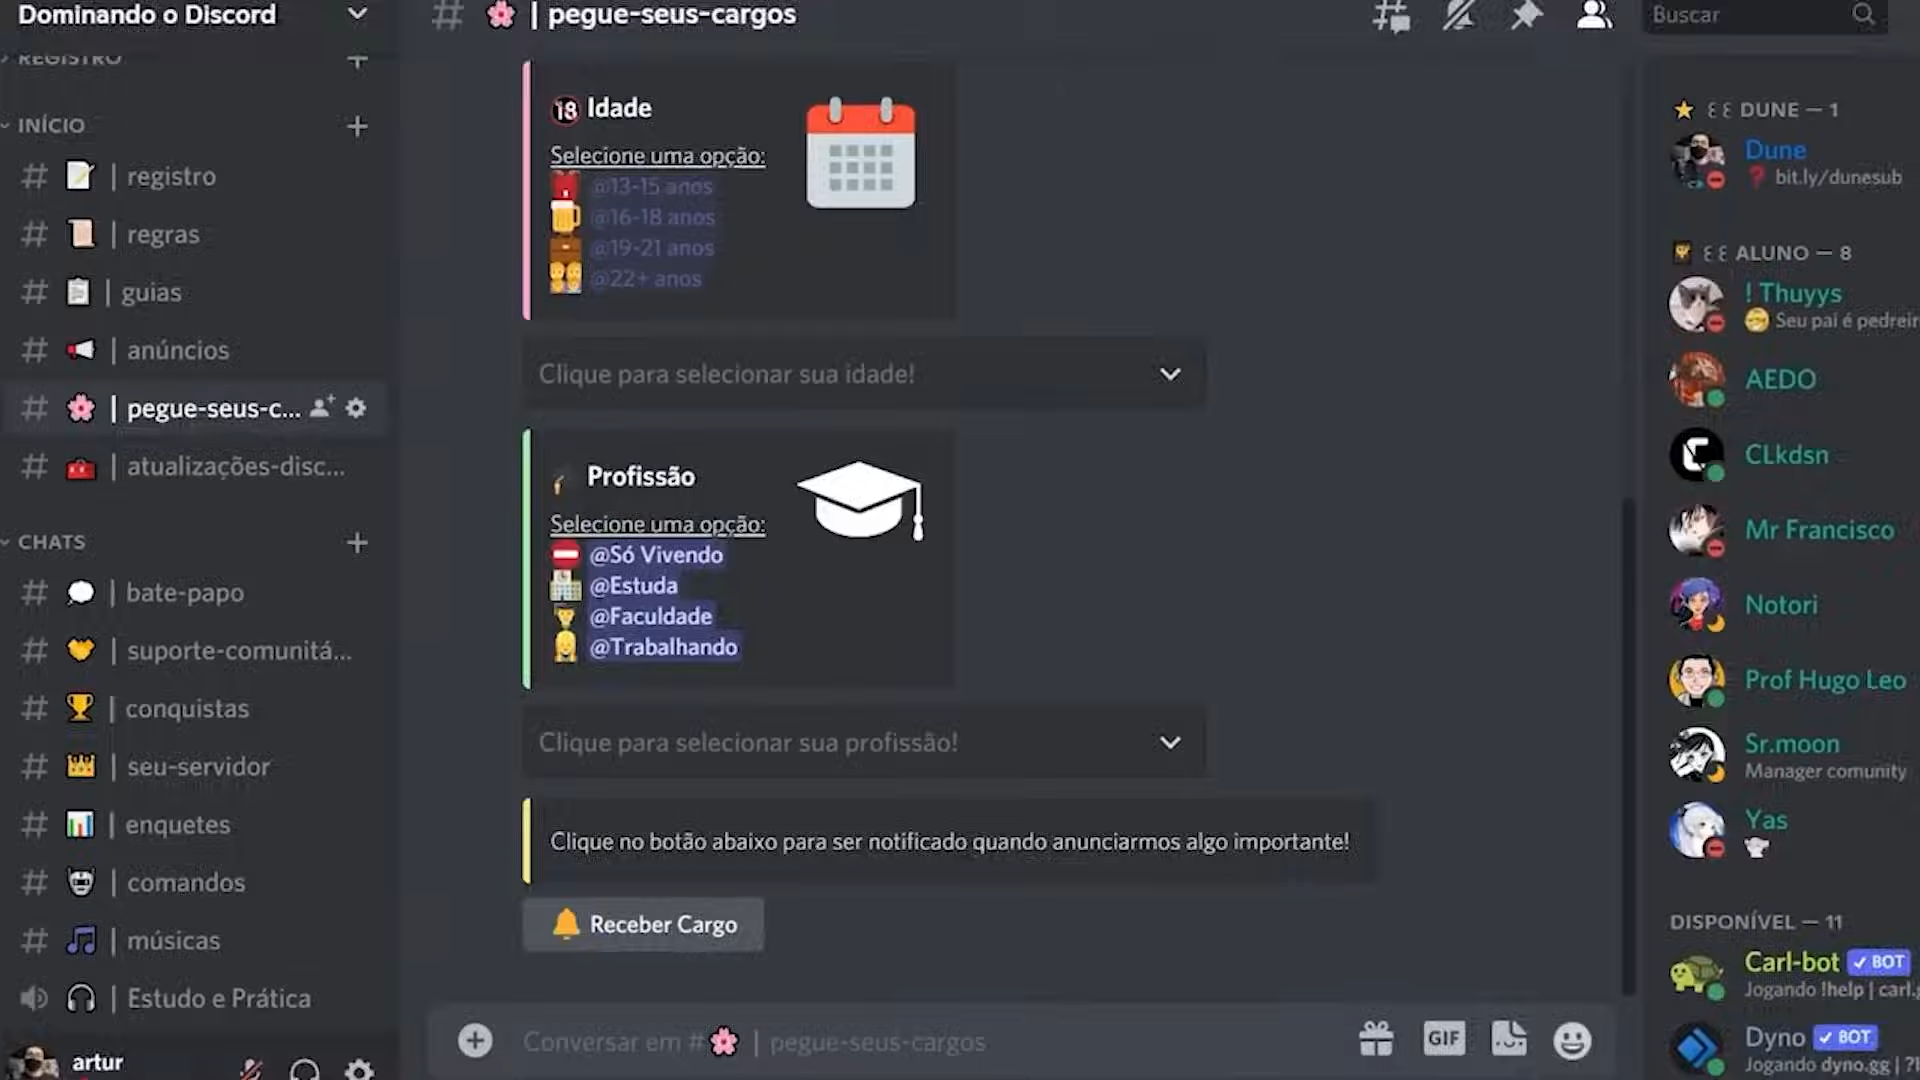 Dominando o Discord
REGISTRO
INÍCIO
| registro
| regras
| guias
| anúncios
| pegue-seus-c...
| atualizações-disc...
CHATS
| bate-papo
| suporte-comunitá...
| conquistas
| seu-servidor
| enquetes
| comandos
| músicas
| Estudo e Prática
artur
# | pegue-seus-cargos
18 Idade
Selecione uma opção:
@13-15 anos
@16-18 anos
@19-21 anos
@22+ anos
Clique para selecionar sua idade!
Profissão
Selecione uma opção:
@Só Vivendo
@Estuda
@Faculdade
@Trabalhando
Clique para selecionar sua profissão!
Clique no botão abaixo para ser notificado quando anunciarmos algo importante!
Receber Cargo
Conversar em # | pegue-seus-cargos
GIF
Buscar
DUNE — 1
Dune
bit.ly/dunesub
ALUNO — 8
! Thuyys
Seu pai é pedreir
AEDO
CLkdsn
Mr Francisco
Notori
Prof Hugo Leo
Sr.moon
Manager comunity
Yas
DISPONÍVEL — 11
Carl-bot BOT
Jogando !help | carl.g
Dyno BOT
Jogando dyno.gg | ?